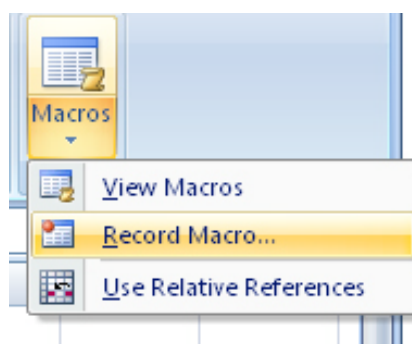 Macros
View Macros
Record Macro...
Use Relative References